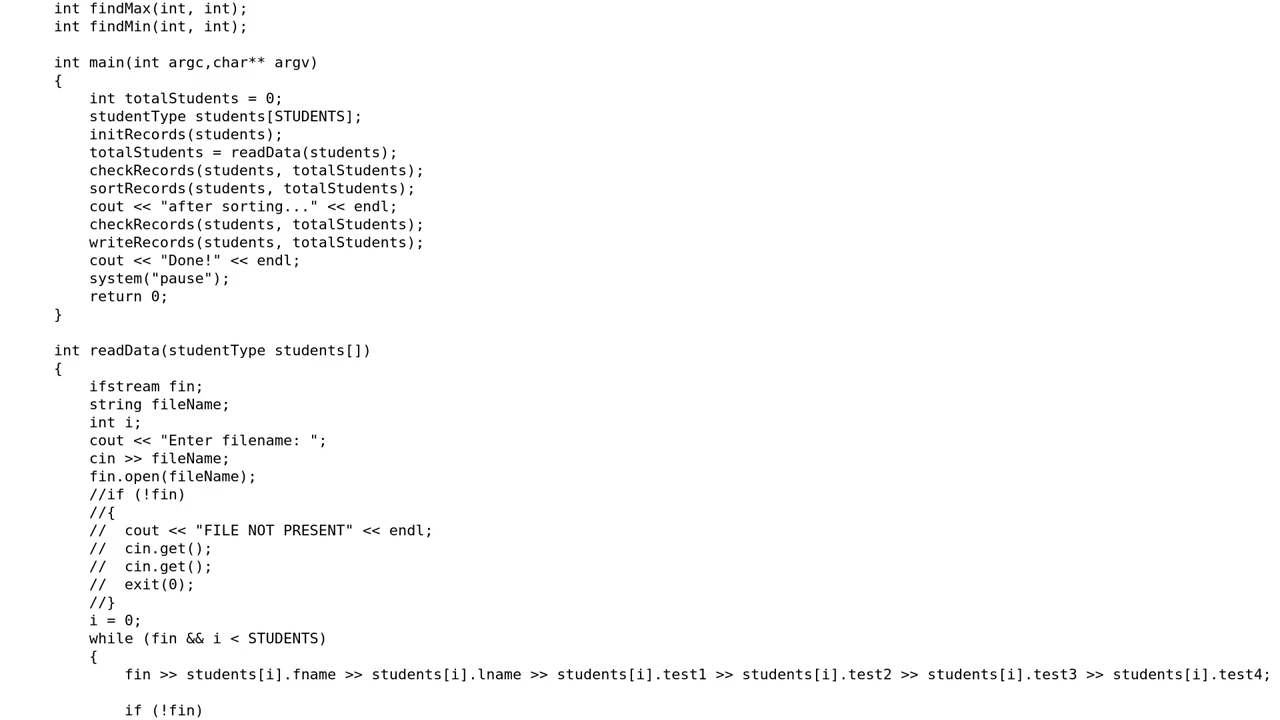 int findMax(int, int);
int findMin(int, int);
int main(int argc,char** argv)
{
int totalStudents = 0;
studentType students[STUDENTS];
initRecords(students);
totalStudents = readData(students);
checkRecords(students, totalStudents);
sortRecords(students, totalStudents);
cout << "after sorting..." << endl;
checkRecords(students, totalStudents);
writeRecords(students, totalStudents);
cout << "Done!" << endl;
system("pause");
return 0;
}
int readData(studentType students[])
{
ifstream fin;
string fileName;
int i;
cout << "Enter filename: ";
cin >> fileName;
fin.open(fileName);
//if (!fin)
//{
//  cout << "FILE NOT PRESENT" << endl;
//  cin.get();
//  cin.get();
//  exit(0);
//}
i = 0;
while (fin && i < STUDENTS)
{
fin >> students[i].fname >> students[i].lname >> students[i].test1 >> students[i].test2 >> students[i].test3 >> students[i].test4;
if (!fin)